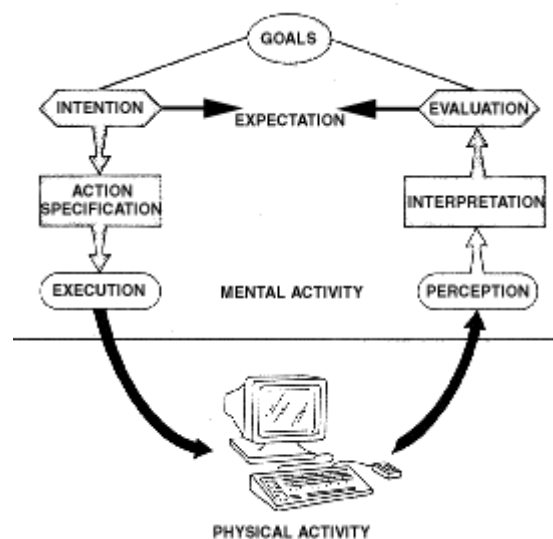 GOALS
INTENTION
EXPECTATION
EVALUATION
ACTION
SPECIFICATION
INTERPRETATION
EXECUTION
MENTAL ACTIVITY
PERCEPTION
PHYSICAL ACTIVITY